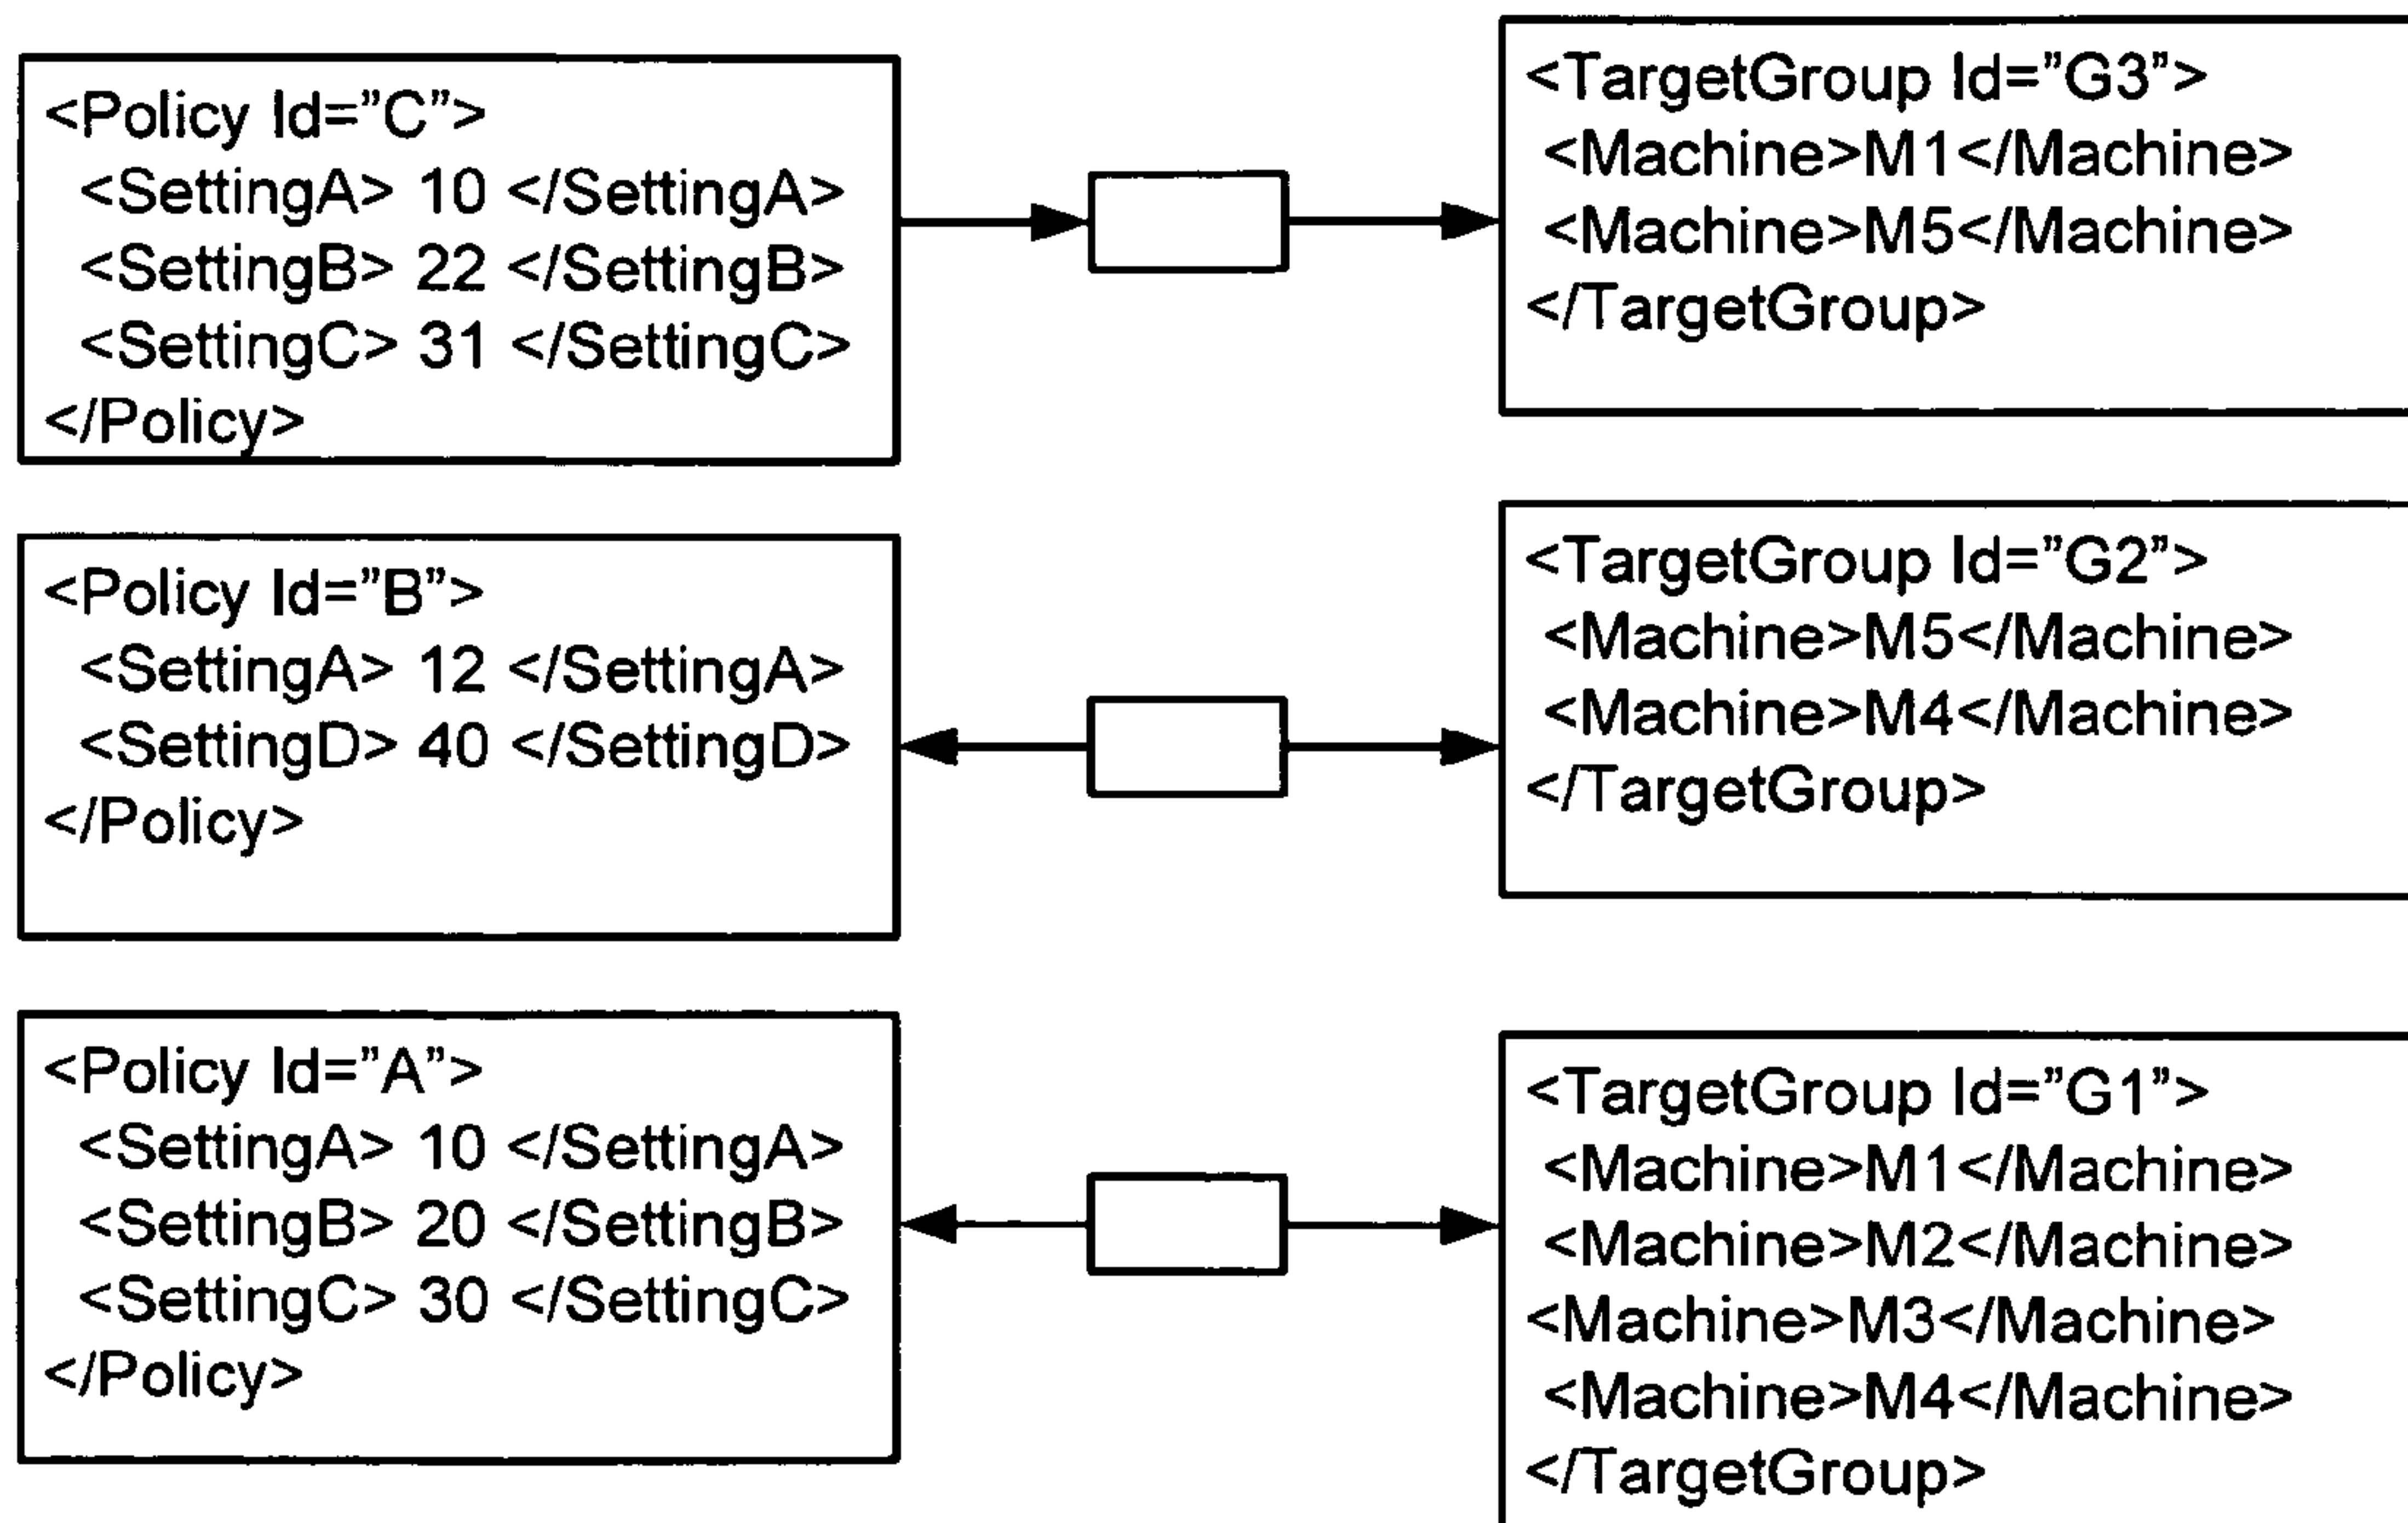 <Policy Id=”C”>
<SettingA> 10 </SettingA>
<SettingB> 22 </SettingB>
<SettingC> 31 </SettingC>
</Policy>
<TargetGroup Id=”G3”>
<Machine>M1</Machine>
<Machine>M5</Machine>
</TargetGroup>
<Policy Id=”B”>
<SettingA> 12 </SettingA>
<SettingD> 40 </SettingD>
</Policy>
<TargetGroup Id=”G2”>
<Machine>M5</Machine>
<Machine>M4</Machine>
</TargetGroup>
<Policy Id=”A”>
<SettingA> 10 </SettingA>
<SettingB> 20 </SettingB>
<SettingC> 30 </SettingC>
</Policy>
<TargetGroup Id=”G1”>
<Machine>M1</Machine>
<Machine>M2</Machine>
<Machine>M3</Machine>
<Machine>M4</Machine>
</TargetGroup>